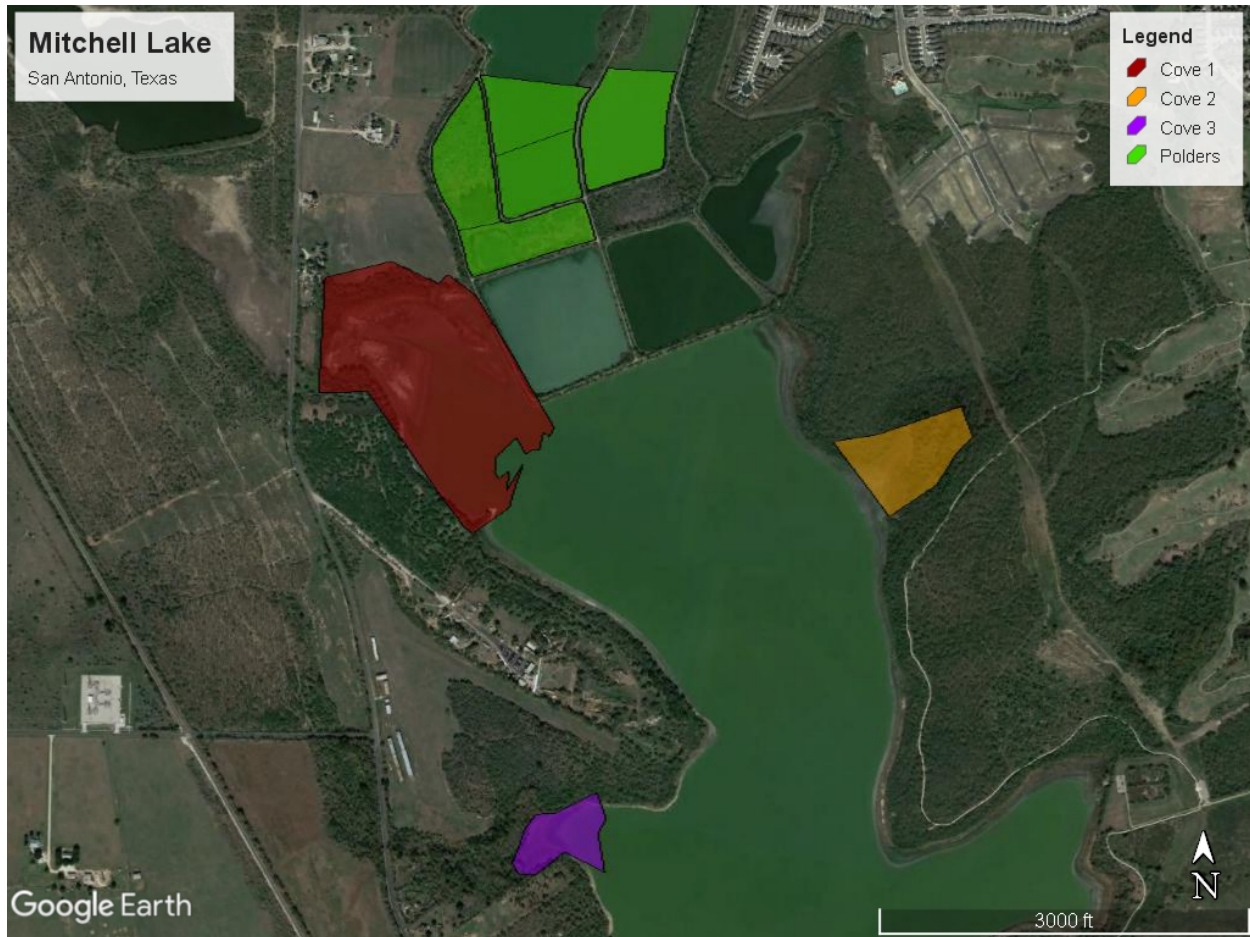 Mitchell Lake
San Antonio, Texas
Legend
Cove 1
Cove 2
Cove 3
Polders
N
Google Earth
3000 ft